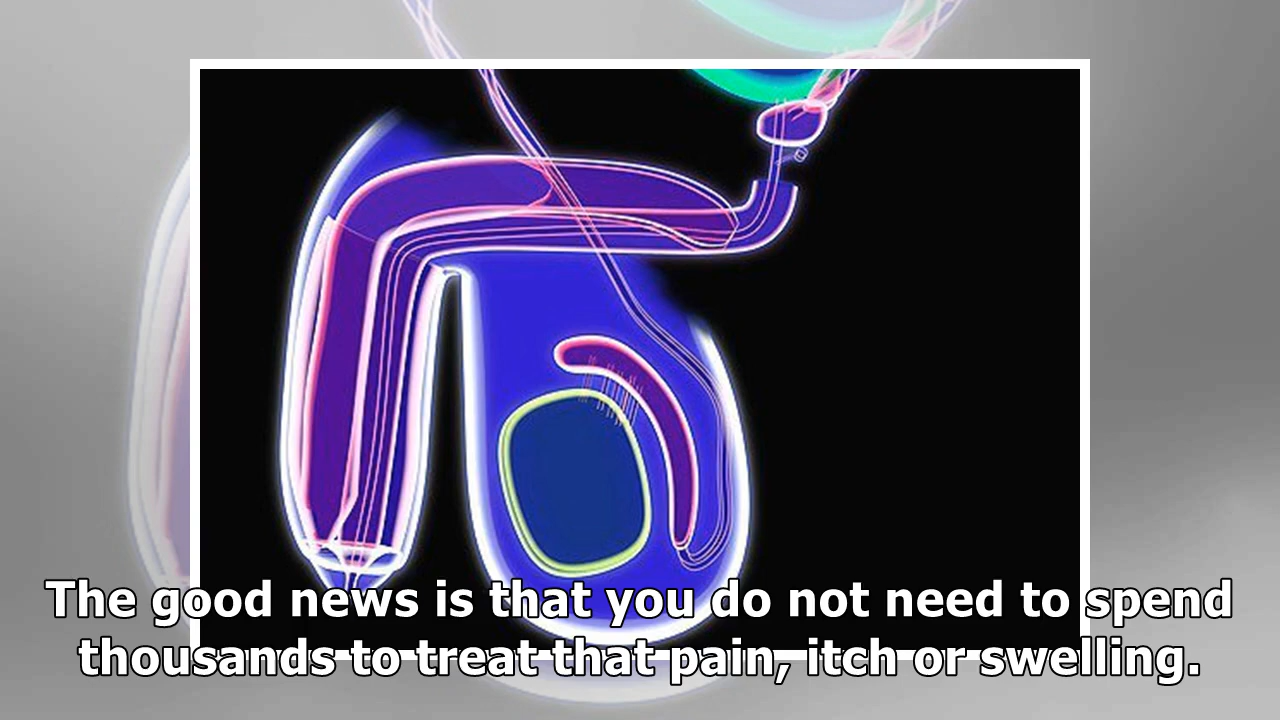 The good news is that you do not need to spend
thousands to treat that pain, itch or swelling.